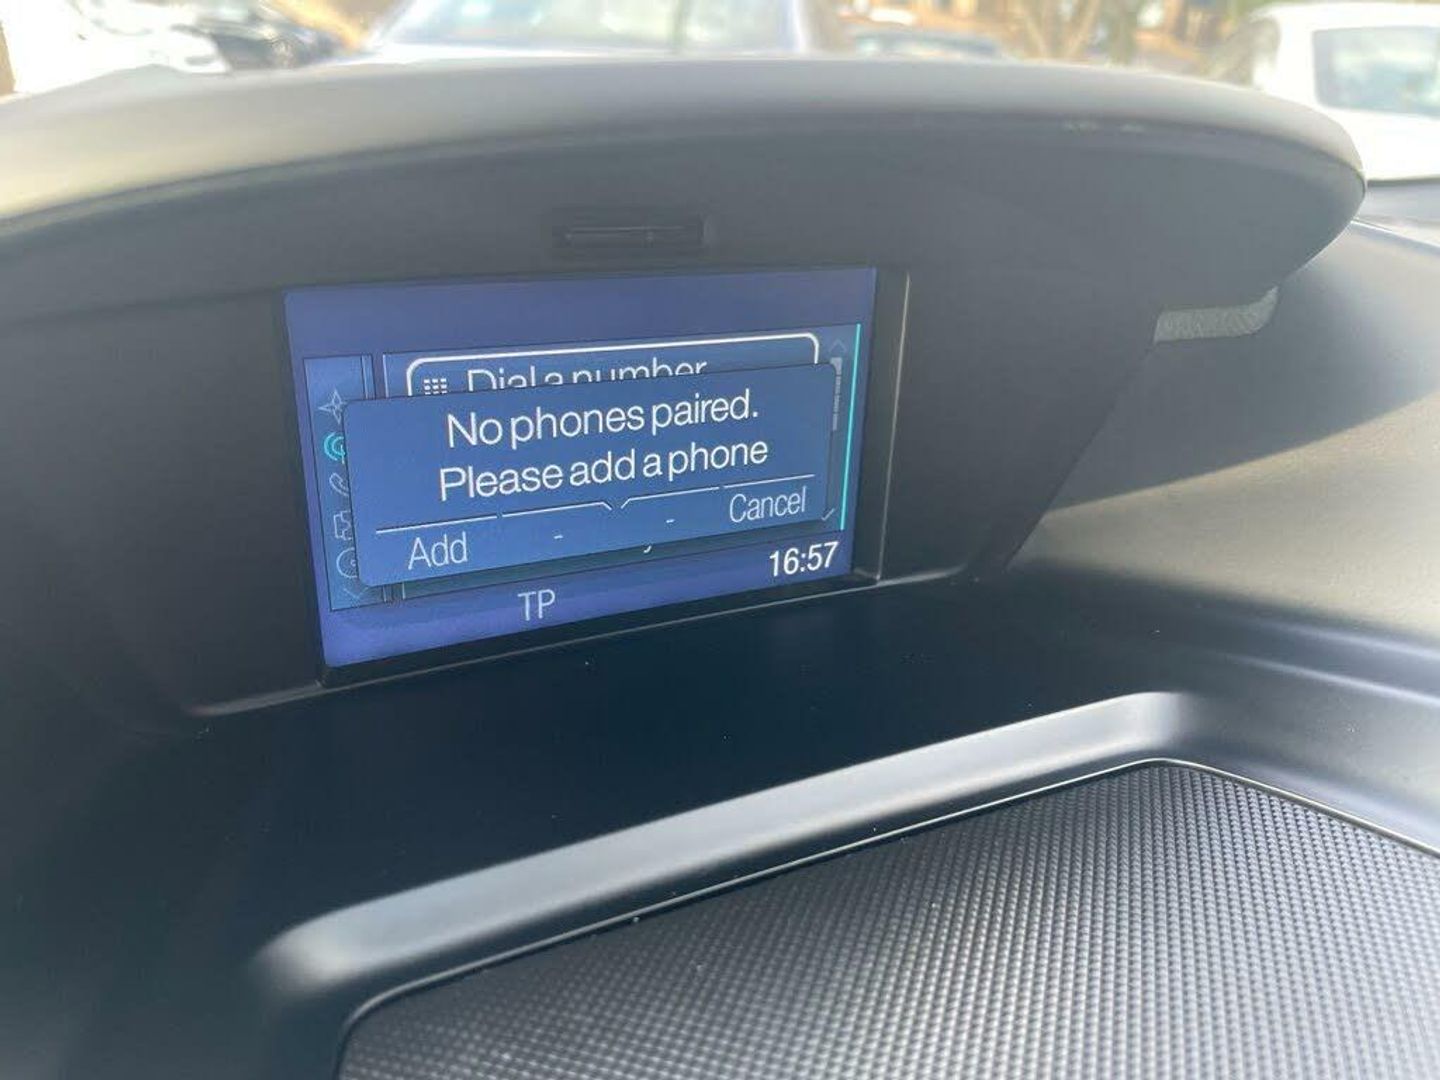 Dial a number
No phones paired.
Please add a phone
Add - - Cancel
16:57
TP